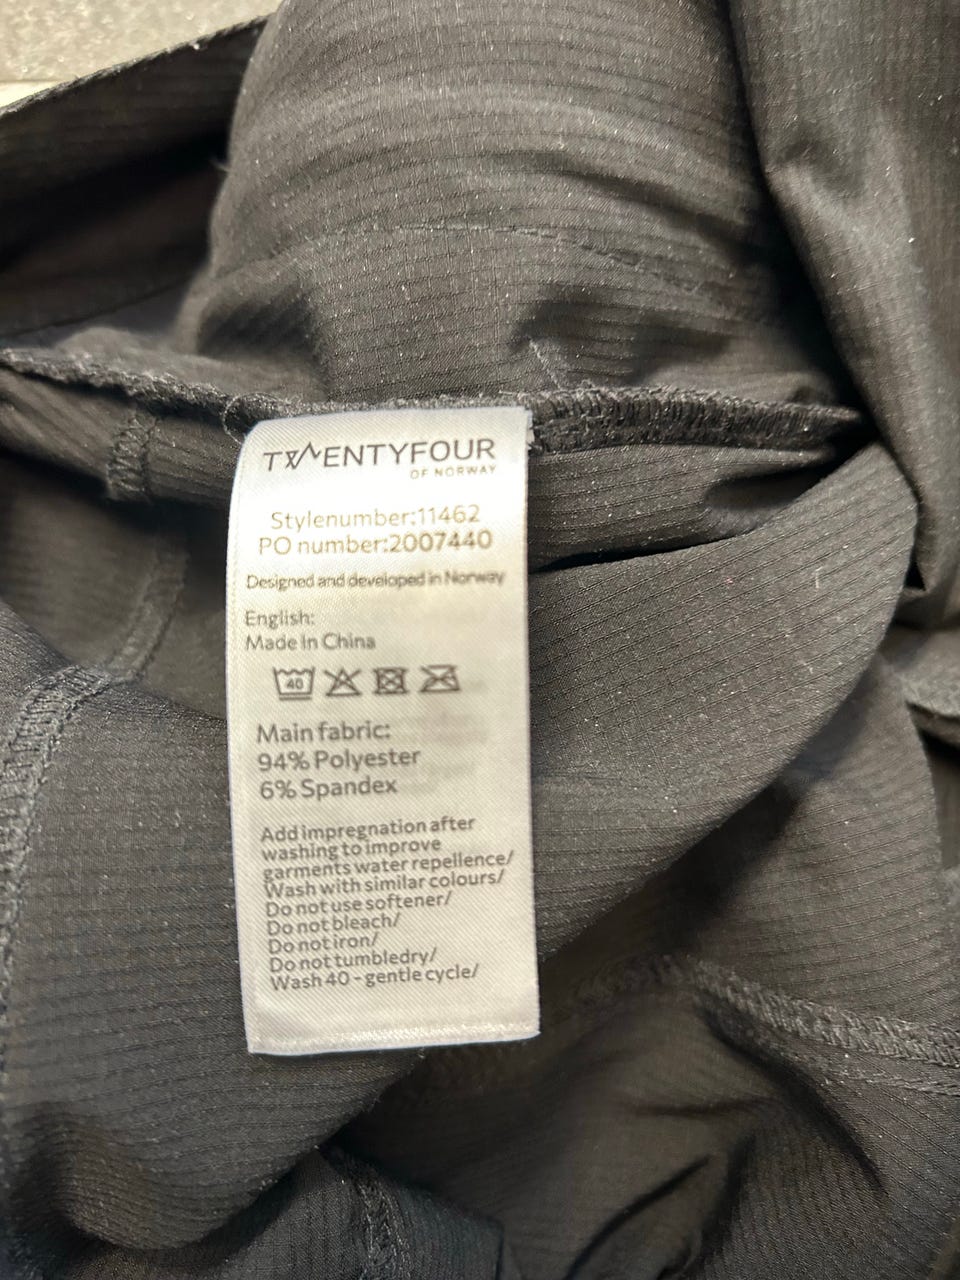 TWENTYFOUR
OF NORWAY
Stylenumber:11462
PO number:2007440
Designed and developed in Norway
English:
Made in China
40
Main fabric:
94% Polyester
6% Spandex
Add impregnation after
washing to improve
garments water repellence/
Wash with similar colours/
Do not use softener/
Do not bleach/
Do not iron/
Do not tumbledry/
Wash 40 - gentle cycle/